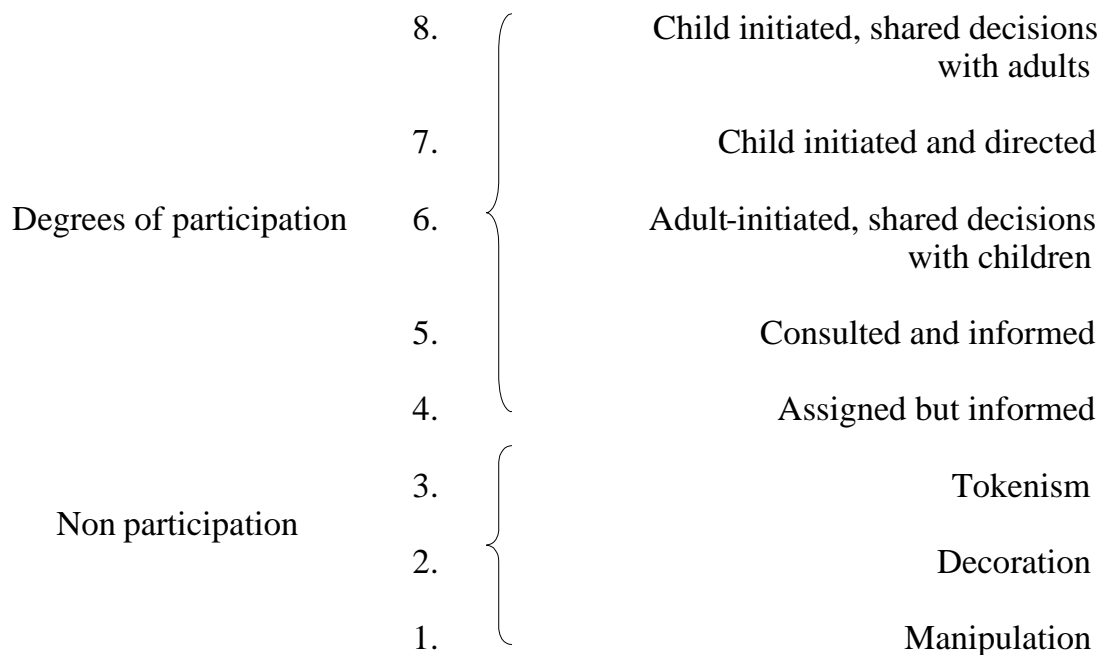 8. Child initiated, shared decisions
with adults
7. Child initiated and directed
Degrees of participation 6. Adult-initiated, shared decisions
with children
5. Consulted and informed
4. Assigned but informed
3. Tokenism
Non participation
2. Decoration
1. Manipulation